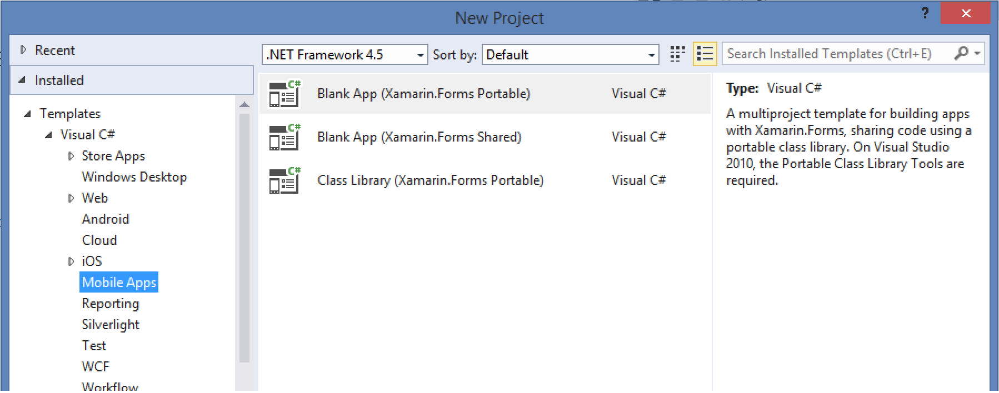 New Project
?
Recent
.NET Framework 4.5
Sort by:
Default
Search Installed Templates (Ctrl+E)
Installed
Templates
Visual C#
Store Apps
Windows Desktop
Web
Android
Cloud
iOS
Mobile Apps
Reporting
Silverlight
Test
WCF
Workflow
C#
Blank App (Xamarin.Forms Portable)
Visual C#
C#
Blank App (Xamarin.Forms Shared)
Visual C#
C#
Class Library (Xamarin.Forms Portable)
Visual C#
Type: Visual C#
A multiproject template for building apps
with Xamarin.Forms, sharing code using a
portable class library. On Visual Studio
2010, the Portable Class Library Tools are
required.